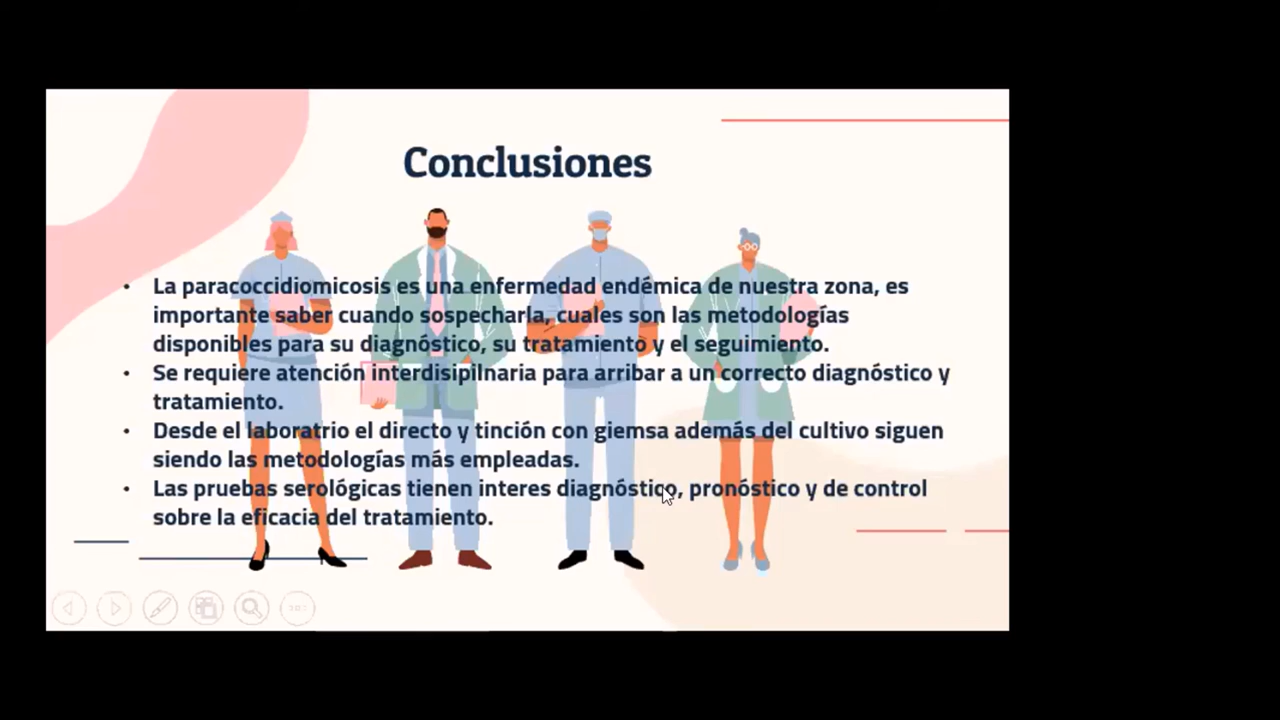 Conclusiones
• La paracoccidiomicosis es una enfermedad endémica de nuestra zona, es
importante saber cuando sospecharla, cuales son las metodologías
disponibles para su diagnóstico, su tratamiento y el seguimiento.
• Se requiere atención interdisipilnaria para arribar a un correcto diagnóstico y
tratamiento.
• Desde el laboratrio el directo y tinción con giemsa además del cultivo siguen
siendo las metodologías más empleadas.
• Las pruebas serológicas tienen interes diagnóstico, pronóstico y de control
sobre la eficacia del tratamiento.